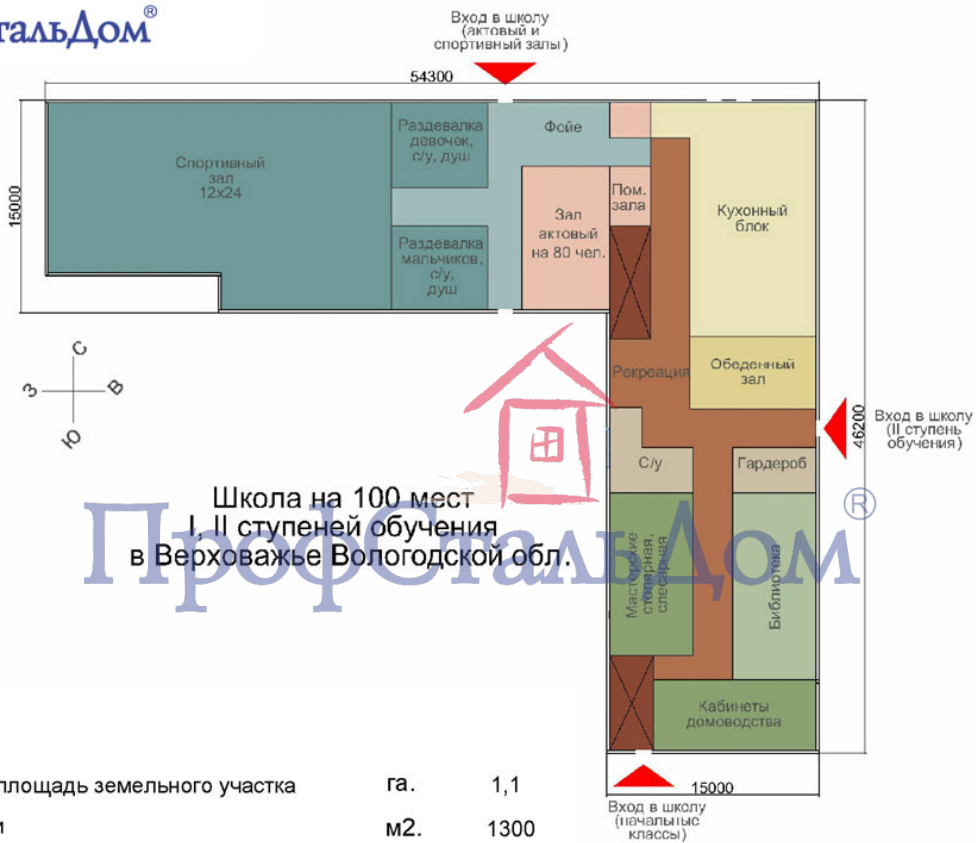 тальДом®
Вход в школу
(актовый и
спортивный залы)
54300
15000
Спортивный
зал
12х24
Раздевалка
девочек,
с/у, душ
Фойе
Раздевалка
мальчиков,
с/у,
душ
Зал
актовый
на 80 чел.
Пом.
зала
Кухонный
блок
С
З
В
Ю
Рекреация
Обеденный
зал
46200
Вход в школу
(II ступень
обучения)
С/у
Гардероб
Школа на 100 мест
I, II ступеней обучения
в Верховажье Вологодской обл.
ПрофСтальДом®
Мастерские
столярная,
слесарная
Библиотека
Кабинеты
домоводства
площадь земельного участка га. 1,1
15000
Вход в школу
(начальные
классы)
и м2. 1300